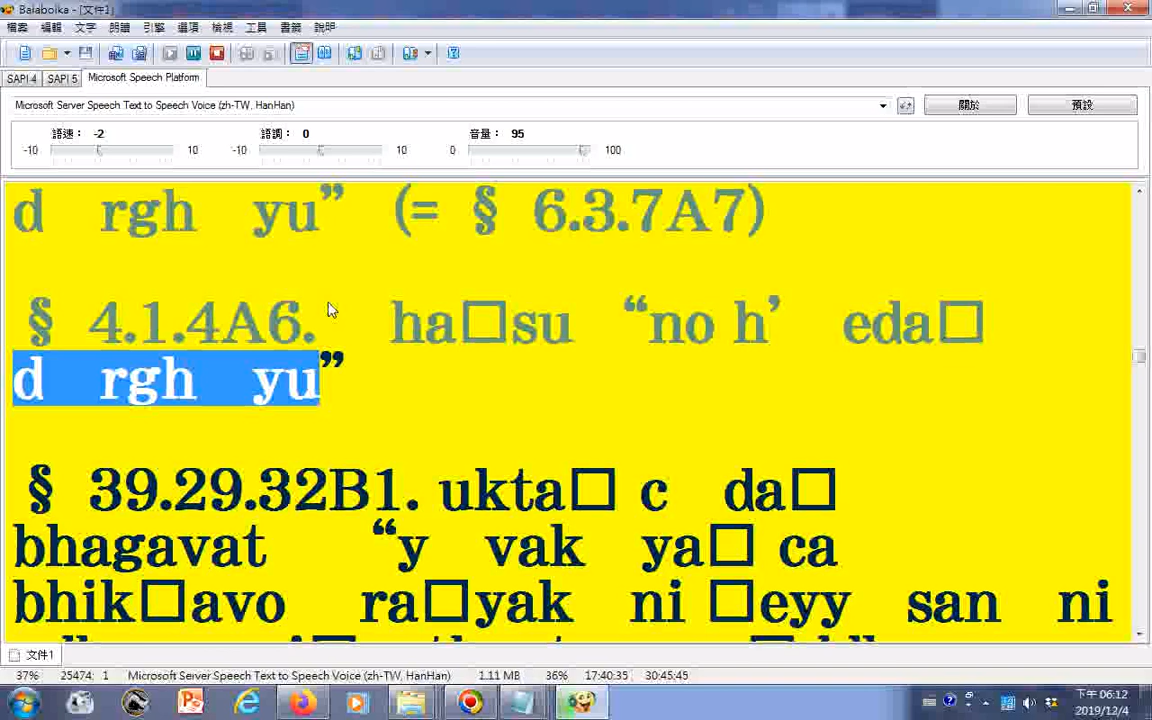 Balabolka - [文件1]
檔案 編輯 文字 朗讀 引擎 選項 檢視 工具 書籤 說明
SAPI 4 SAPI 5 Microsoft Speech Platform
Microsoft Server Speech Text to Speech Voice (zh-TW, HanHan) 關於 預設
語速： -2 語調： 0 音量： 95
-10 10 -10 10 0 100
d rgh yu” (= § 6.3.7A7)
§ 4.1.4A6. ha□su “no h’ eda□
d rgh yu”
§ 39.29.32B1. ukta□ c da□
bhagavat “y vak ya□ ca
bhik□avo ra□yak ni □eyy san ni
文件1
37% 25474: 1 Microsoft Server Speech Text to Speech Voice (zh-TW, HanHan) 1.11 MB 36% 17:40:35 30:45:45
下午 06:12
2019/12/4